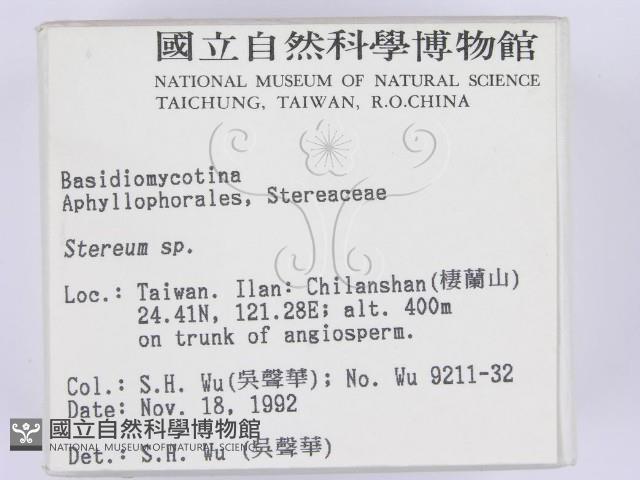 國立自然科學博物館
NATIONAL MUSEUM OF NATURAL SCIENCE
TAICHUNG, TAIWAN, R.O.CHINA
Basidiomycotina
Aphyllophorales, Stereaceae
Stereum sp.
Loc.: Taiwan. Ilan: Chilanshan(棲蘭山)
24.41N, 121.28E; alt. 400m
on trunk of angiosperm.
Col.: S.H. Wu(吳聲華); No. Wu 9211-32
Date: Nov. 18, 1992
國立自然科學博物館
NATIONAL MUSEUM OF NATURAL SCIENCE
Det.: S.H. Wu (吳聲華)